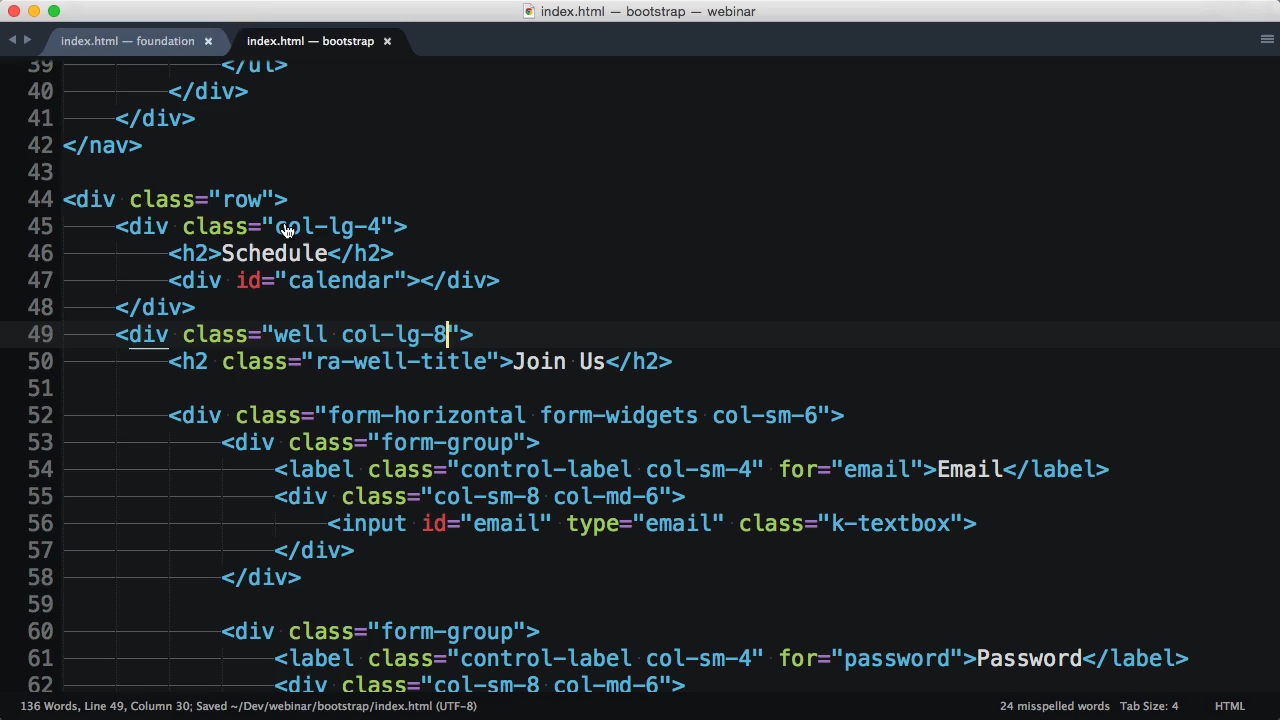 index.html — bootstrap — webinar
index.html — foundation × index.html — bootstrap ×
39 </ul>
40 </div>
41 </div>
42 </nav>
43
44 <div class="row">
45 <div class="col-lg-4">
46 <h2>Schedule</h2>
47 <div id="calendar"></div>
48 </div>
49 <div class="well col-lg-8">
50 <h2 class="ra-well-title">Join Us</h2>
51
52 <div class="form-horizontal form-widgets col-sm-6">
53 <div class="form-group">
54 <label class="control-label col-sm-4" for="email">Email</label>
55 <div class="col-sm-8 col-md-6">
56 <input id="email" type="email" class="k-textbox">
57 </div>
58 </div>
59
60 <div class="form-group">
61 <label class="control-label col-sm-4" for="password">Password</label>
62 <div class="col-sm-8 col-md-6">
136 Words, Line 49, Column 30; Saved ~/Dev/webinar/bootstrap/index.html (UTF-8) 24 misspelled words Tab Size: 4 HTML